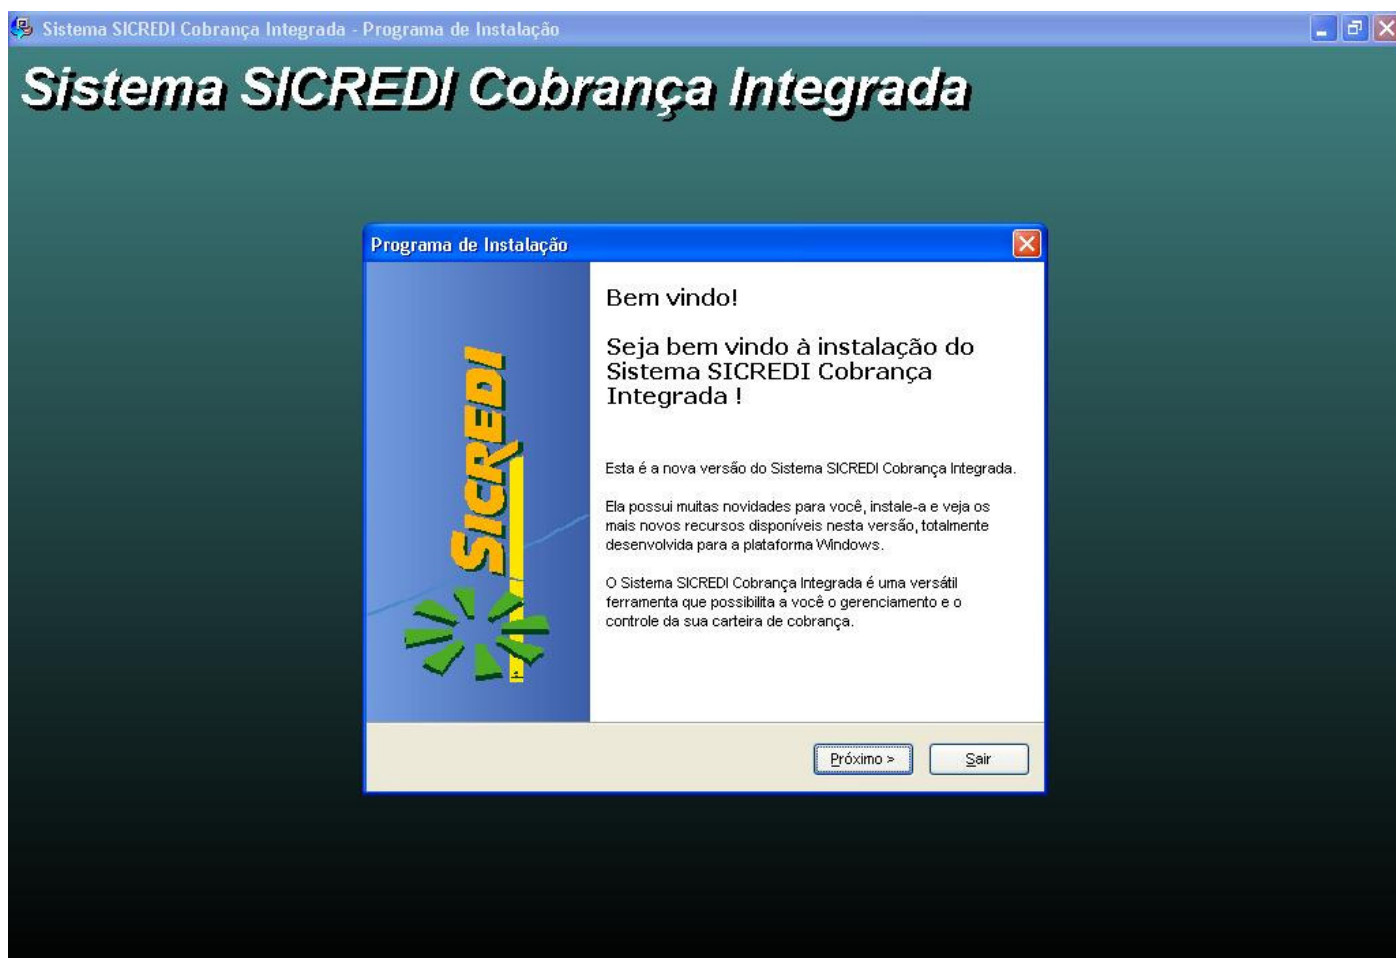 Sistema SICREDI Cobrança Integrada - Programa de Instalação
Sistema SICREDI Cobrança Integrada
Programa de Instalação
SICREDI
Bem vindo!
Seja bem vindo à instalação do
Sistema SICREDI Cobrança
Integrada !
Esta é a nova versão do Sistema SICREDI Cobrança Integrada.
Ela possui muitas novidades para você, instale-a e veja os
mais novos recursos disponíveis nesta versão, totalmente
desenvolvida para a plataforma Windows.
O Sistema SICREDI Cobrança Integrada é uma versátil
ferramenta que possibilita a você o gerenciamento e o
controle da sua carteira de cobrança.
Próximo >
Sair